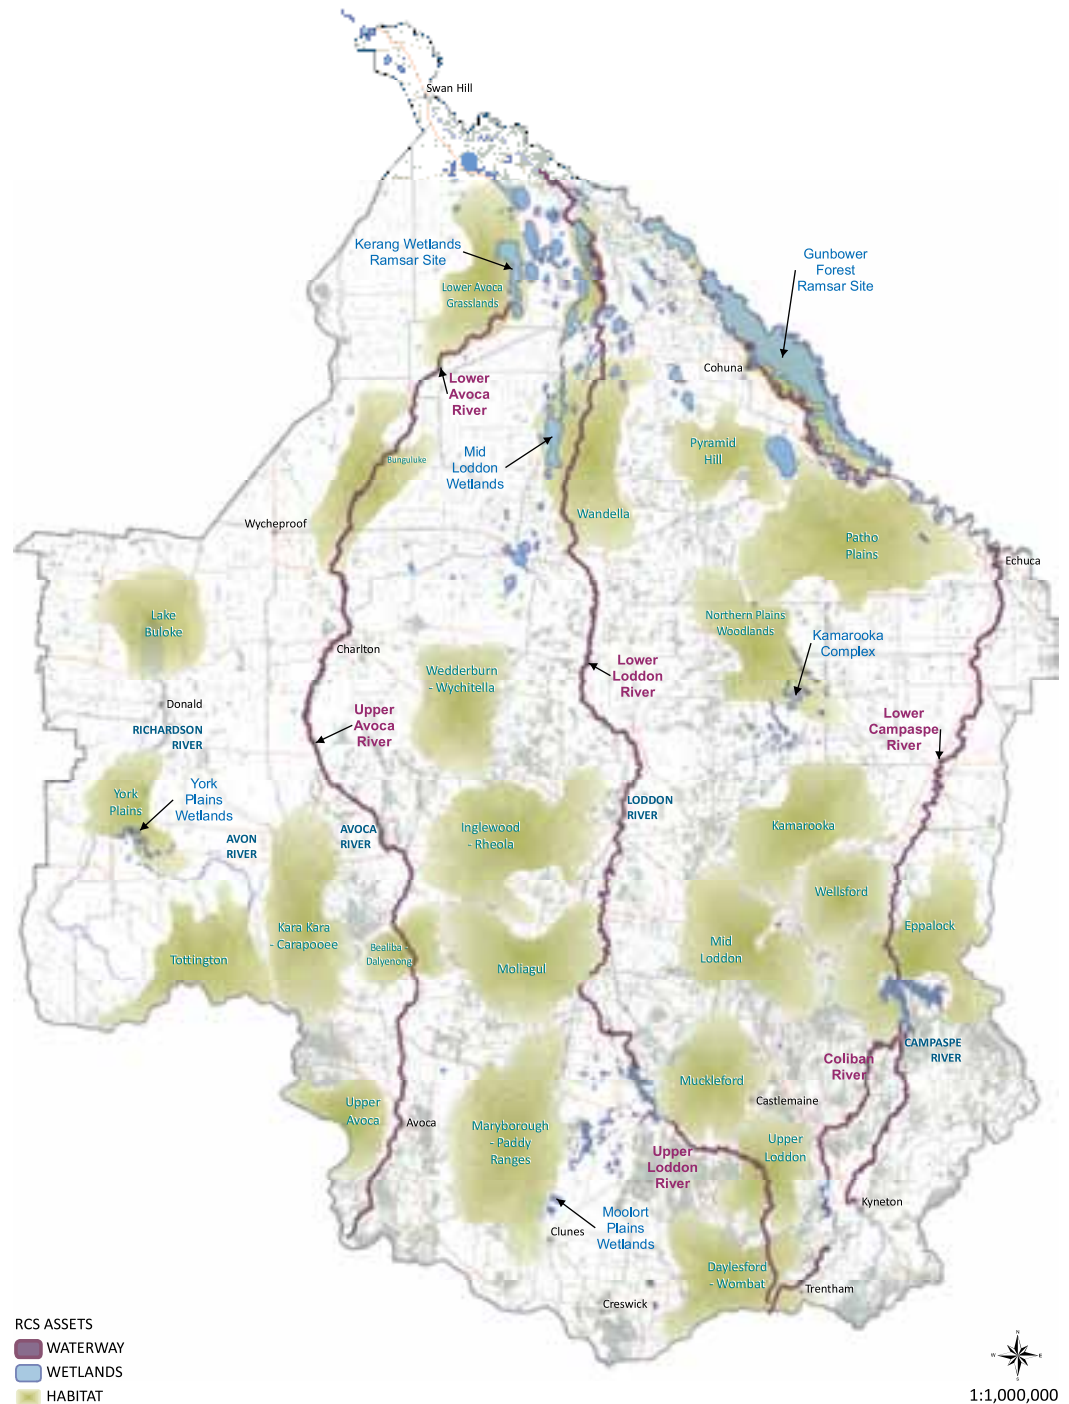 Swan Hill
Kerang Wetlands
Ramsar Site
Gunbower
Forest
Ramsar Site
Lower Avoca
Grasslands
Cohuna
Lower
Avoca
River
Pyramid
Hill
Bunguluke
Mid
Loddon
Wetlands
Wandella
Wycheproof
Patho
Plains
Echuca
Lake
Buloke
Northern Plains
Woodlands
Kamarooka
Complex
Charlton
Wedderburn
- Wychitella
Lower
Loddon
River
Donald
RICHARDSON
RIVER
Upper
Avoca
River
Lower
Campaspe
River
York
Plains
York
Plains
Wetlands
AVON
RIVER
AVOCA
RIVER
Inglewood
- Rheola
LODDON
RIVER
Kamarooka
Wellsford
Kara Kara
- Carapooee
Eppalock
Tottington
Bealiba -
Dalyenong
Moliagul
Mid
Loddon
CAMPASPE
RIVER
Coliban
River
Muckleford
Castlemaine
Upper
Avoca
Avoca
Maryborough
- Paddy
Ranges
Upper
Loddon
Upper
Loddon
River
Kyneton
Moolort
Plains
Wetlands
Clunes
Daylesford
- Wombat
Trentham
Creswick
RCS ASSETS
WATERWAY
WETLANDS
HABITAT
N
W
E
S
1:1,000,000